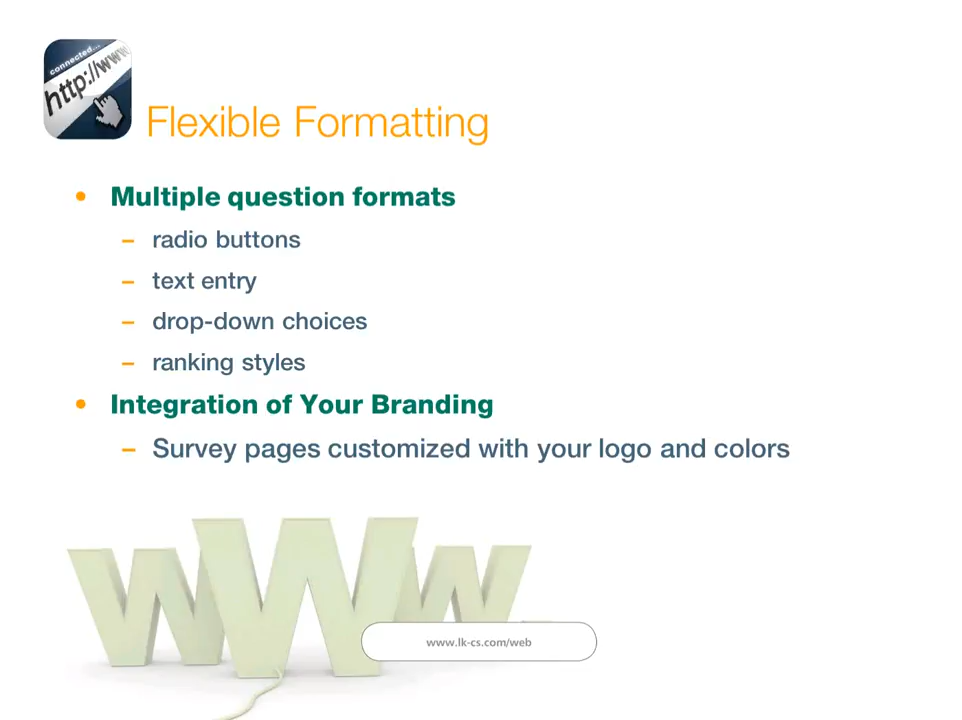 connected...
http://www
Flexible Formatting
• Multiple question formats
– radio buttons
– text entry
– drop-down choices
– ranking styles
• Integration of Your Branding
– Survey pages customized with your logo and colors
WWW
www.lk-cs.com/web